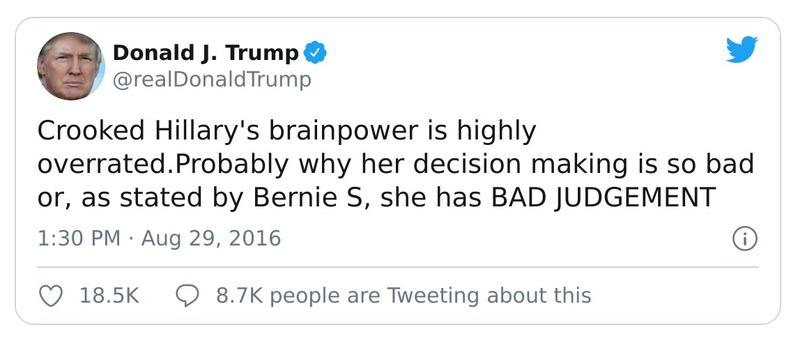 Donald J. Trump
@realDonaldTrump
Crooked Hillary's brainpower is highly
overrated.Probably why her decision making is so bad
or, as stated by Bernie S, she has BAD JUDGEMENT
1:30 PM · Aug 29, 2016
18.5K 8.7K people are Tweeting about this